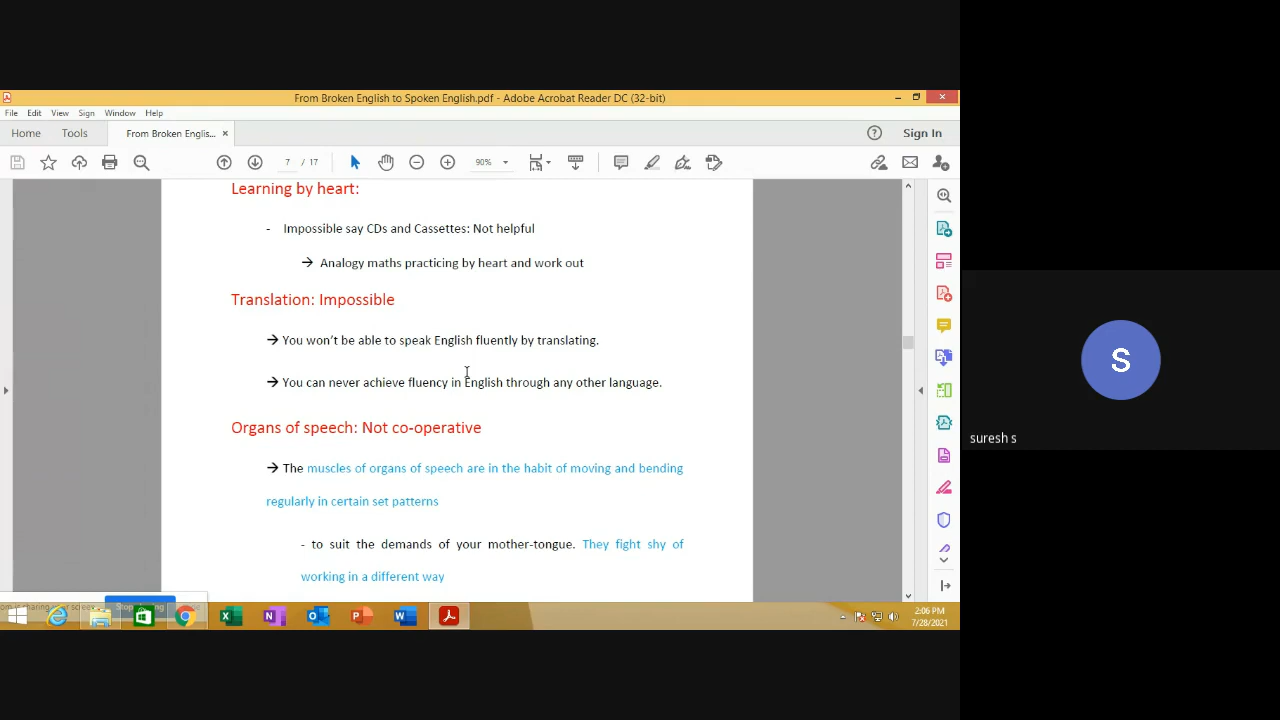 From Broken English to Spoken English.pdf - Adobe Acrobat Reader DC (32-bit)
File Edit View Sign Window Help
Home Tools From Broken Englis... × Sign In
7 / 17 90%
Learning by heart:
- Impossible say CDs and Cassettes: Not helpful
→ Analogy maths practicing by heart and work out
Translation: Impossible
→ You won't be able to speak English fluently by translating.
→ You can never achieve fluency in English through any other language.
Organs of speech: Not co-operative
→ The muscles of organs of speech are in the habit of moving and bending
regularly in certain set patterns
- to suit the demands of your mother-tongue. They fight shy of
working in a different way
S
suresh s
2:06 PM
7/28/2021